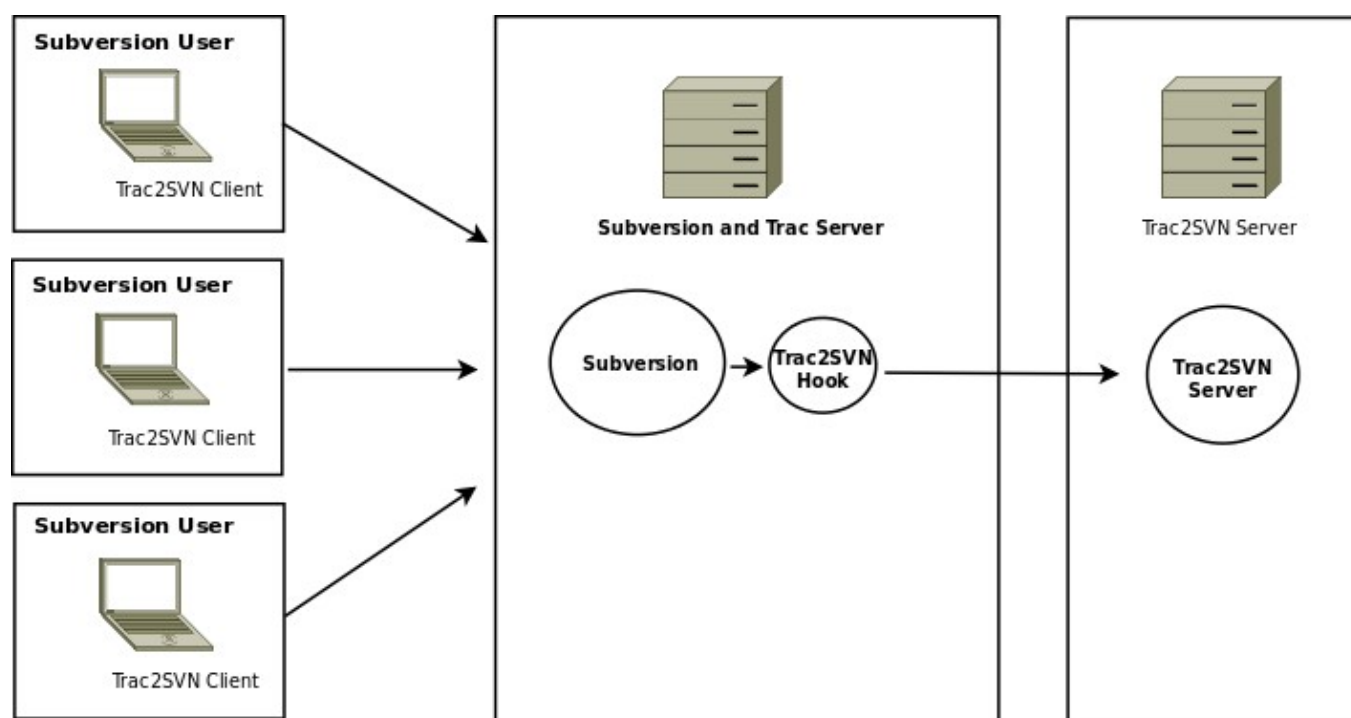 Subversion User
Trac2SVN Client
Subversion User
Trac2SVN Client
Subversion User
Trac2SVN Client
Subversion and Trac Server
Subversion
Trac2SVN
Hook
Trac2SVN Server
Trac2SVN
Server